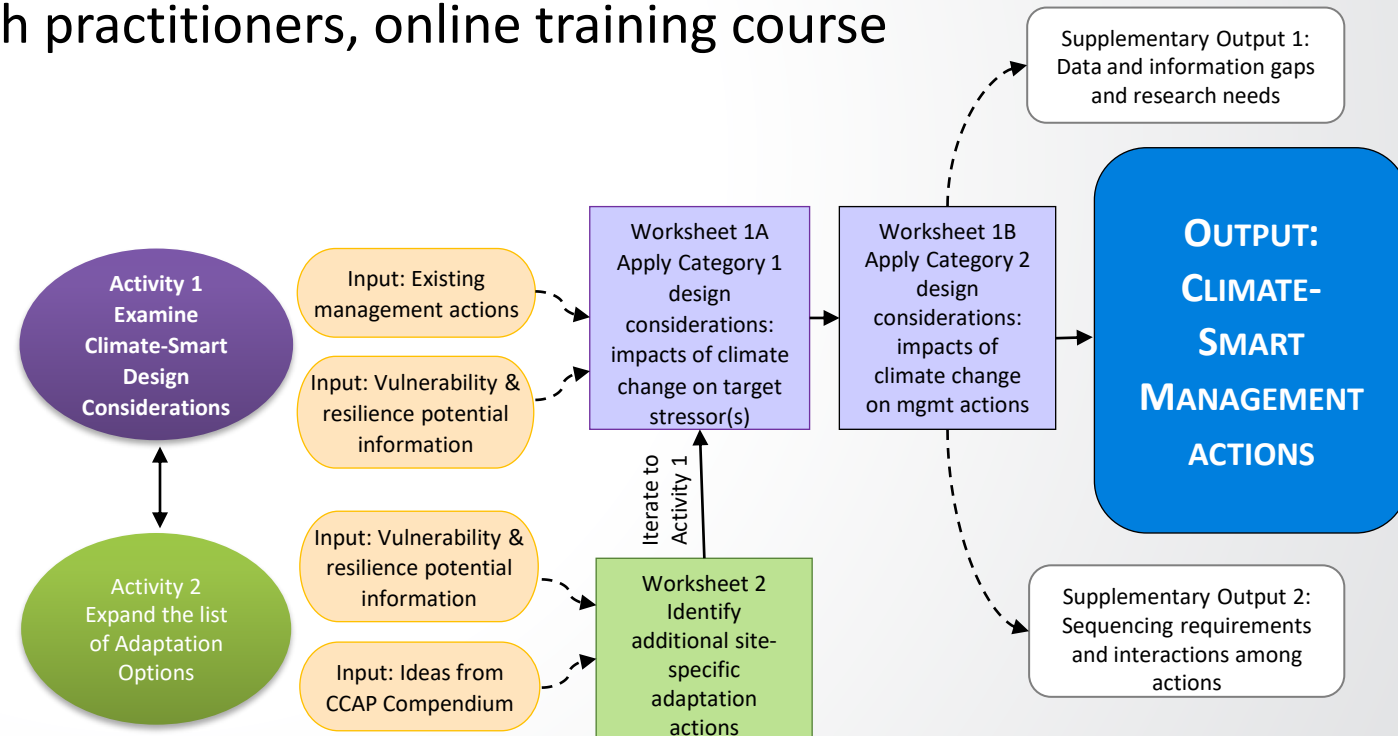 h practitioners, online training course
Activity 1
Examine
Climate-Smart
Design
Considerations
Activity 2
Expand the list
of Adaptation
Options
Input: Existing
management actions
Input: Vulnerability &
resilience potential
information
Input: Vulnerability &
resilience potential
information
Input: Ideas from
CCAP Compendium
Worksheet 1A
Apply Category 1
design
considerations:
impacts of climate
change on target
stressor(s)
Iterate to
Activity 1
Worksheet 2
Identify
additional site-
specific
adaptation
actions
Worksheet 1B
Apply Category 2
design
considerations:
impacts of
climate change
on mgmt actions
Supplementary Output 1:
Data and information gaps
and research needs
OUTPUT:
CLIMATE-
SMART
MANAGEMENT
ACTIONS
Supplementary Output 2:
Sequencing requirements
and interactions among
actions